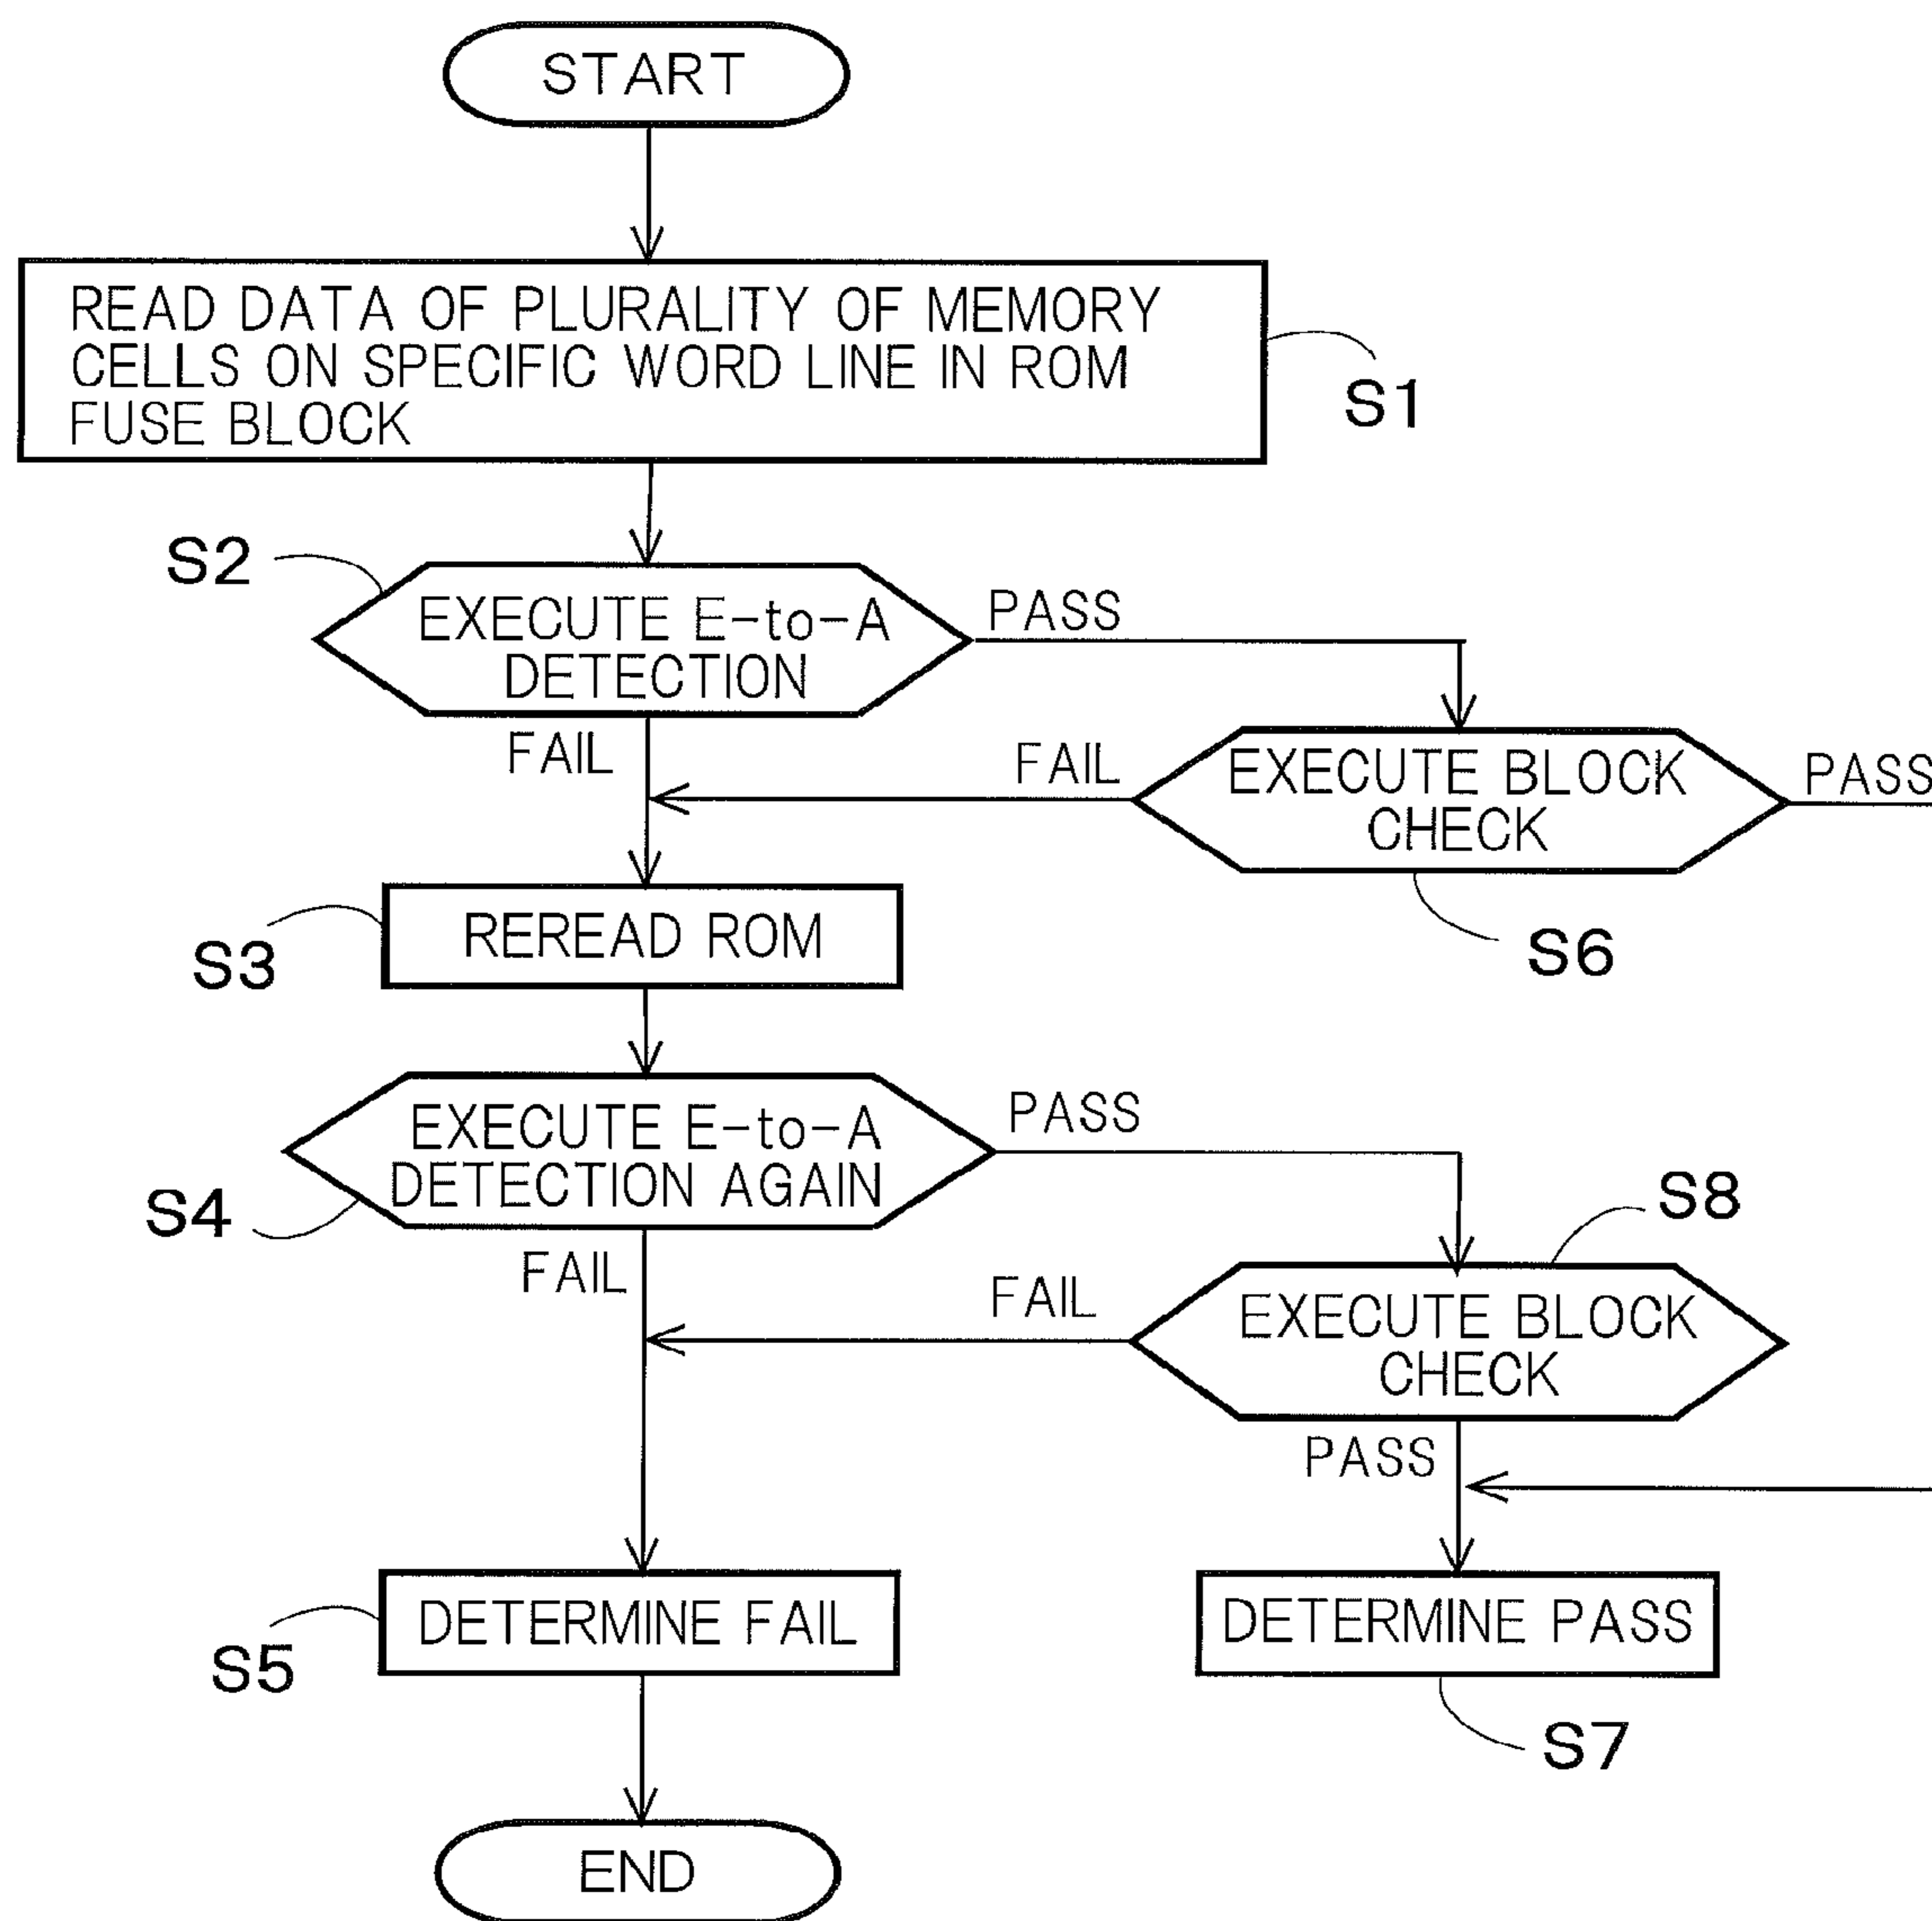 START
READ DATA OF PLURALITY OF MEMORY
CELLS ON SPECIFIC WORD LINE IN ROM
FUSE BLOCK
S1
S2
EXECUTE E-to-A
DETECTION
PASS
FAIL
FAIL
EXECUTE BLOCK
CHECK
PASS
S6
S3
REREAD ROM
EXECUTE E-to-A
DETECTION AGAIN
PASS
S4
S8
FAIL
FAIL
EXECUTE BLOCK
CHECK
PASS
DETERMINE FAIL
S5
DETERMINE PASS
S7
END